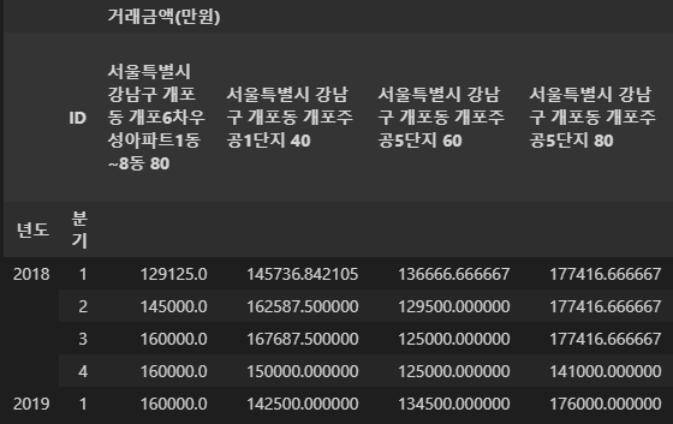 거래금액(만원)
ID
서울특별시
강남구 개포
동 개포6차우
성아파트1동
~8동 80
서울특별시 강남
구 개포동 개포주
공1단지 40
서울특별시 강남
구 개포동 개포주
공5단지 60
서울특별시 강남
구 개포동 개포주
공5단지 80
년도 분
기
2018 1 129125.0 145736.842105 136666.666667 177416.666667
2 145000.0 162587.500000 129500.000000 177416.666667
3 160000.0 167687.500000 125000.000000 177416.666667
4 160000.0 150000.000000 125000.000000 141000.000000
2019 1 160000.0 142500.000000 134500.000000 176000.000000